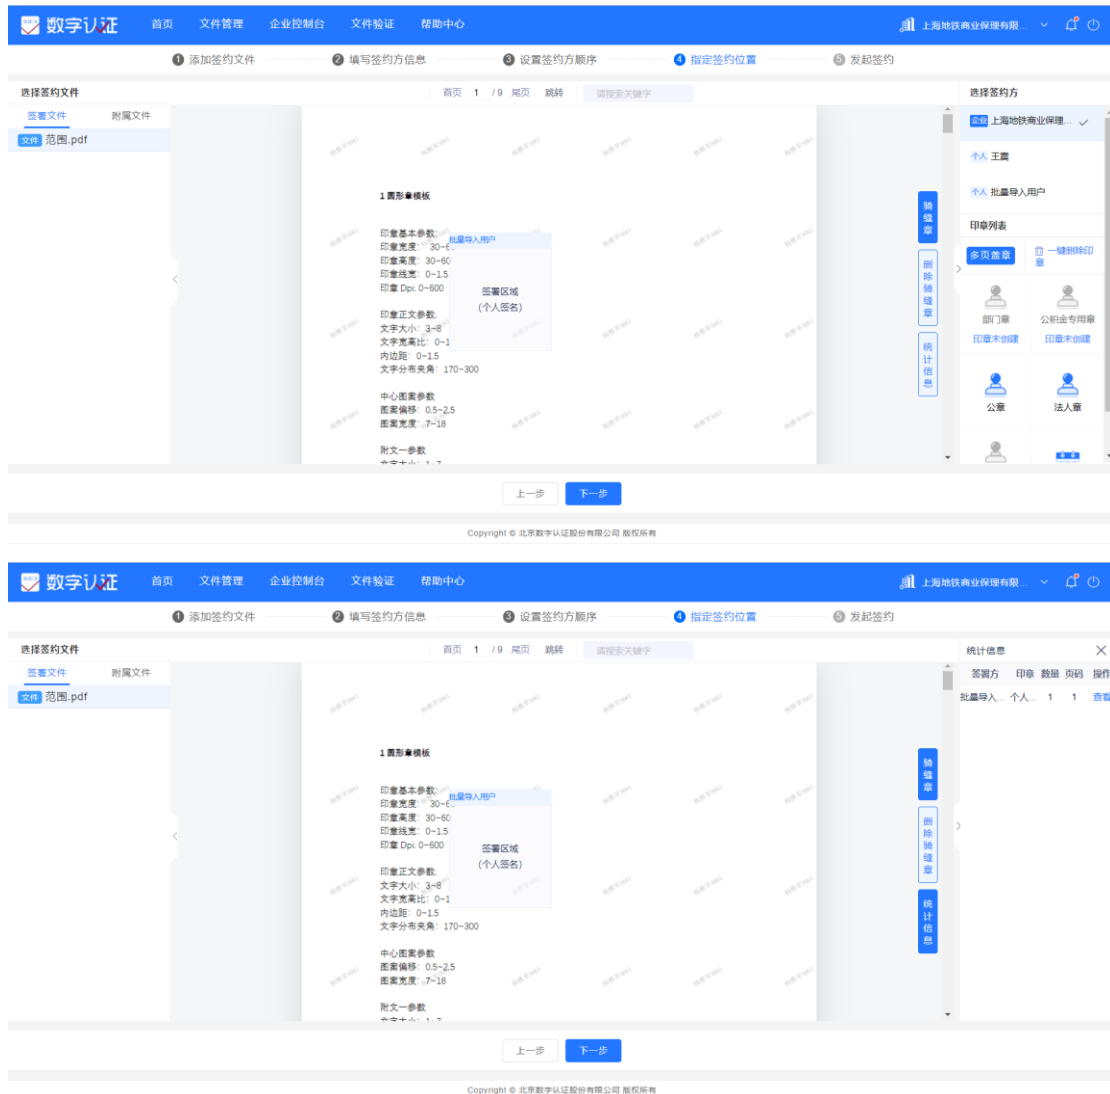 数字认证 首页 文件管理 企业控制台 文件验证 帮助中心 上海地铁商业保理有限...
1 添加签约文件 2 填写签约方信息 3 设置签约方顺序 4 指定签约位置 5 发起签约
选择签约文件 首页 1 /9 尾页 跳转 请搜索关键字 选择签约方
签署文件 附属文件
文件 范围.pdf
企业 上海地铁商业保理...
个人 王震
个人 批量导入用户
印章列表
多页盖章 一键删除印章
部门章 公积金专用章
印章未创建 印章未创建
公章 法人章
骑缝章
删除骑缝章
统计信息
1 圆形章模板
印章基本参数:
印章宽度: 30~6
印章高度: 30~60
印章线宽: 0~1.5
印章 Dpi: 0~600
批量导入用户
签署区域
(个人签名)
印章正文参数:
文字大小: 3~8
文字宽高比: 0~1
内边距: 0~1.5
文字分布夹角: 170~300
中心图案参数
图案偏移: 0.5~2.5
图案宽度: 7~18
附文一参数
文字大小: 1~7
上一步 下一步
Copyright © 北京数字认证股份有限公司 版权所有
数字认证 首页 文件管理 企业控制台 文件验证 帮助中心 上海地铁商业保理有限...
1 添加签约文件 2 填写签约方信息 3 设置签约方顺序 4 指定签约位置 5 发起签约
选择签约文件 首页 1 /9 尾页 跳转 请搜索关键字 统计信息
签署文件 附属文件
文件 范围.pdf
签署方 印章 数量 页码 操作
批量导入... 个人... 1 1 查看
骑缝章
删除骑缝章
统计信息
1 圆形章模板
印章基本参数:
印章宽度: 30~6
印章高度: 30~60
印章线宽: 0~1.5
印章 Dpi: 0~600
批量导入用户
签署区域
(个人签名)
印章正文参数:
文字大小: 3~8
文字宽高比: 0~1
内边距: 0~1.5
文字分布夹角: 170~300
中心图案参数
图案偏移: 0.5~2.5
图案宽度: 7~18
附文一参数
文字大小: 1~7
上一步 下一步
Copyright © 北京数字认证股份有限公司 版权所有